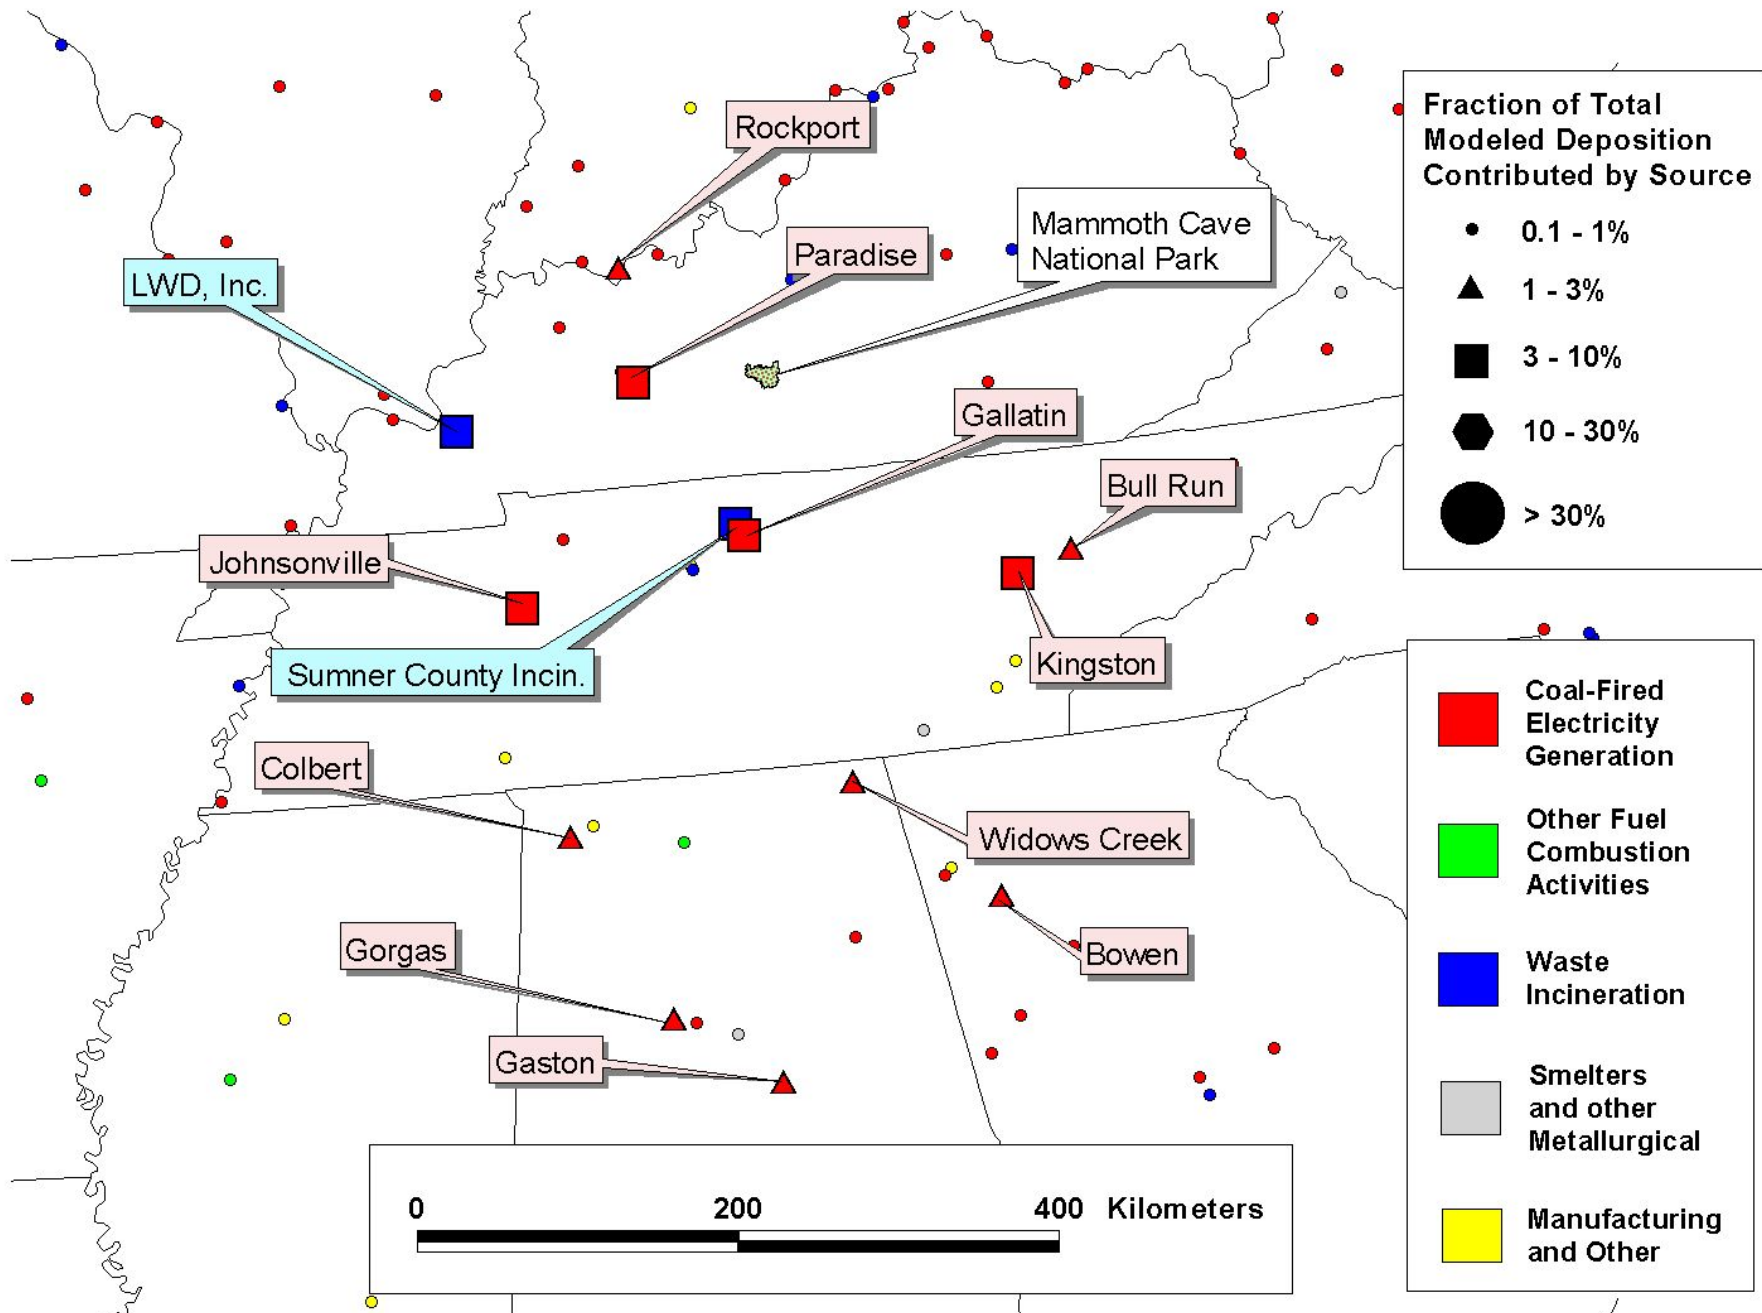 Rockport
Fraction of Total
Modeled Deposition
Contributed by Source
0.1 - 1%
1 - 3%
3 - 10%
10 - 30%
> 30%
Mammoth Cave
National Park
Paradise
LWD, Inc.
Gallatin
Bull Run
Johnsonville
Sumner County Incin.
Kingston
Colbert
Widows Creek
Gorgas
Bowen
Gaston
Coal-Fired
Electricity
Generation
Other Fuel
Combustion
Activities
Waste
Incineration
Smelters
and other
Metallurgical
Manufacturing
and Other
0 200 400 Kilometers